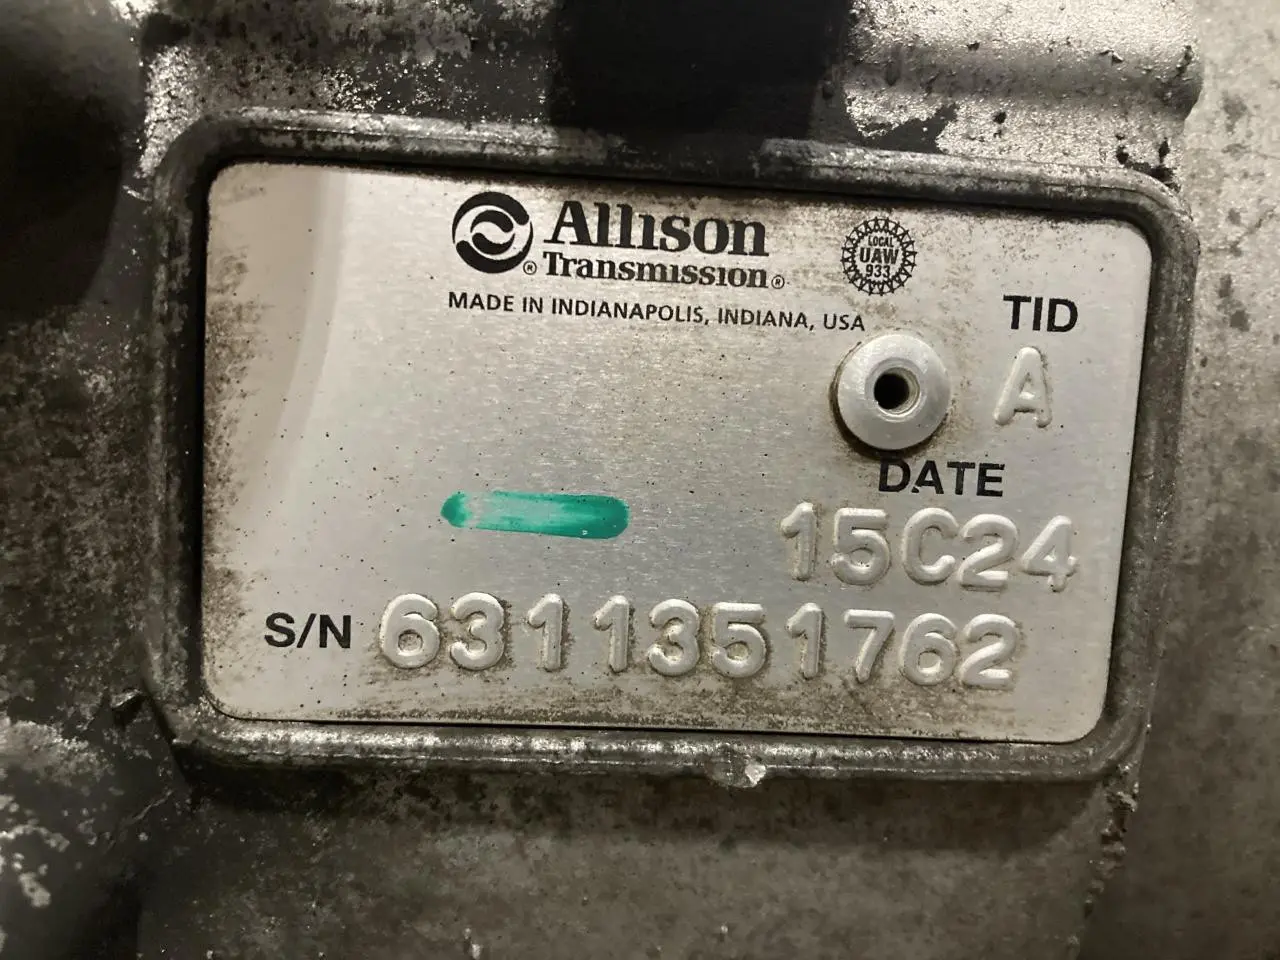 Allison
Transmission®
®
MADE IN INDIANAPOLIS, INDIANA, USA
LOCAL
UAW
933
TID
A
DATE
15C24
S/N 6311351762